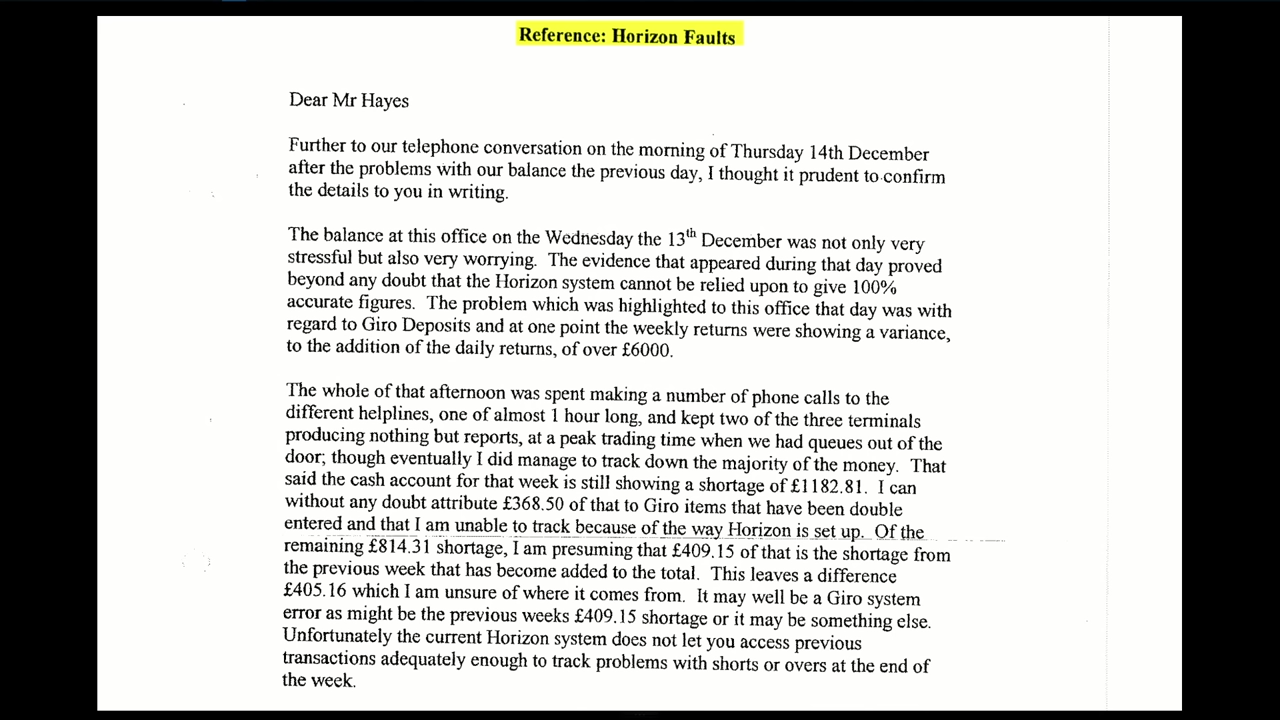 Reference: Horizon Faults
Dear Mr Hayes
Further to our telephone conversation on the morning of Thursday 14th December
after the problems with our balance the previous day, I thought it prudent to confirm
the details to you in writing.
The balance at this office on the Wednesday the 13th December was not only very
stressful but also very worrying. The evidence that appeared during that day proved
beyond any doubt that the Horizon system cannot be relied upon to give 100%
accurate figures. The problem which was highlighted to this office that day was with
regard to Giro Deposits and at one point the weekly returns were showing a variance,
to the addition of the daily returns, of over £6000.
The whole of that afternoon was spent making a number of phone calls to the
different helplines, one of almost 1 hour long, and kept two of the three terminals
producing nothing but reports, at a peak trading time when we had queues out of the
door; though eventually I did manage to track down the majority of the money. That
said the cash account for that week is still showing a shortage of £1182.81. I can
without any doubt attribute £368.50 of that to Giro items that have been double
entered and that I am unable to track because of the way Horizon is set up. Of the
remaining £814.31 shortage, I am presuming that £409.15 of that is the shortage from
the previous week that has become added to the total. This leaves a difference
£405.16 which I am unsure of where it comes from. It may well be a Giro system
error as might be the previous weeks £409.15 shortage or it may be something else.
Unfortunately the current Horizon system does not let you access previous
transactions adequately enough to track problems with shorts or overs at the end of
the week.